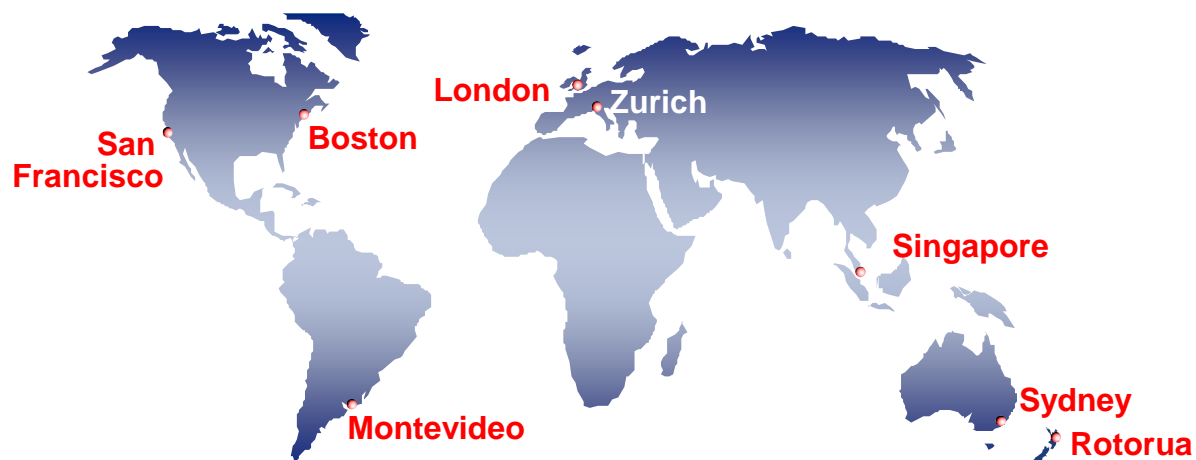 London
Zurich
Boston
San
Francisco
Singapore
Montevideo
Sydney
Rotorua